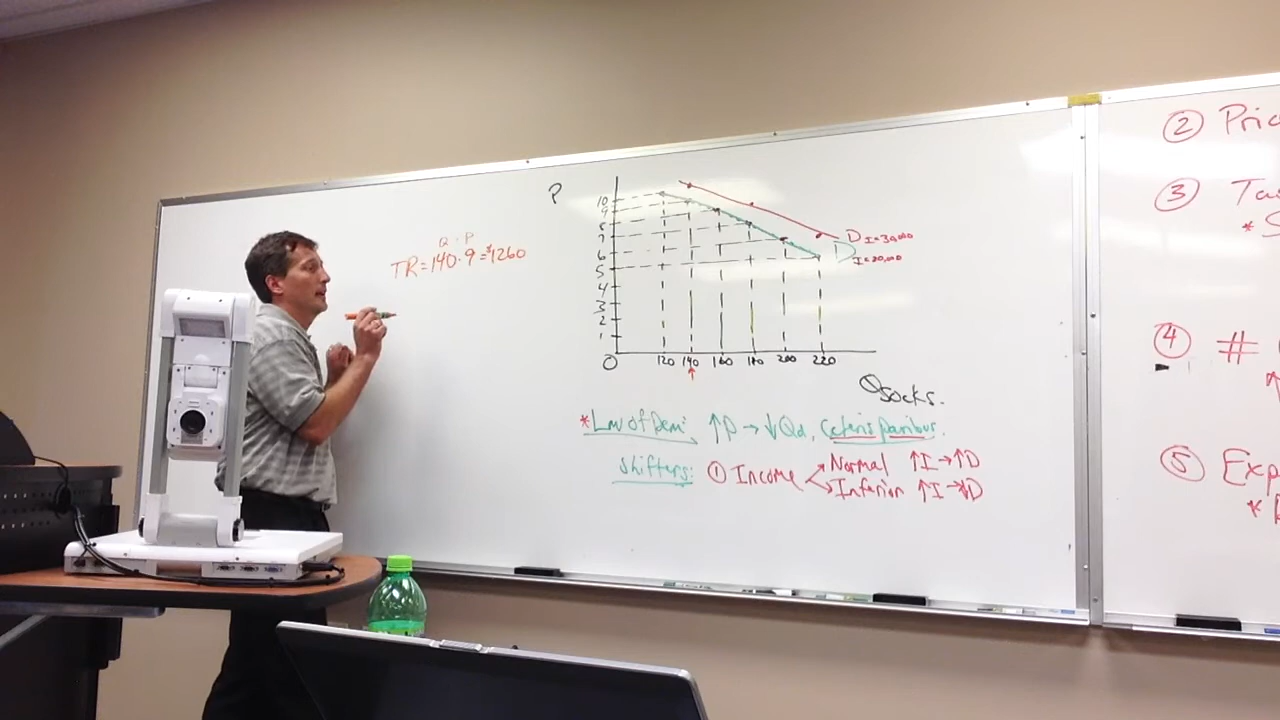 ② Pric
③ Ta
* S
P
10
9
8
7
6
5
4
3
2
1
0
120 140 160 180 200 220
↑
Q socks.
D I=30,000
D I=20,000
Q · P
TR=140·9=$1260
*Law of Dem: ↑P→↓Qd, ceteris paribus.
Shifters: ① Income Normal ↑I→↑D
Inferior ↑I→↓D
④ #
↑
⑤ Exp
*